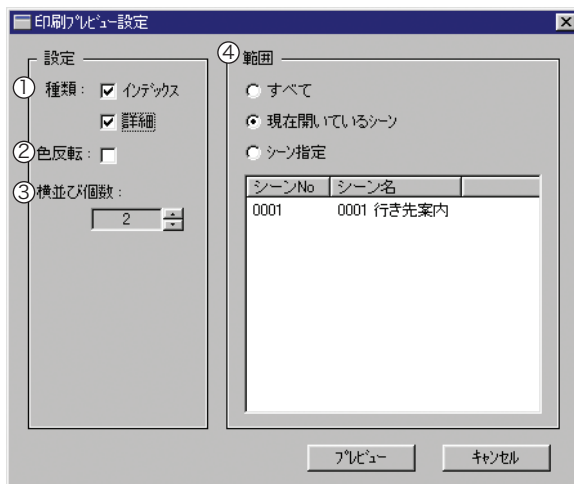 印刷ﾌﾟﾚﾋﾞｭｰ設定
設定
① 種類: ☑ ｲﾝﾃﾞｯｸｽ
☑ 詳細
② 色反転: ☐
③ 横並び個数:
2
④ 範囲
すべて
現在開いているｼｰﾝ
ｼｰﾝ指定
シーンNo シーン名
0001 0001 行き先案内
ﾌﾟﾚﾋﾞｭｰ ｷｬﾝｾﾙ